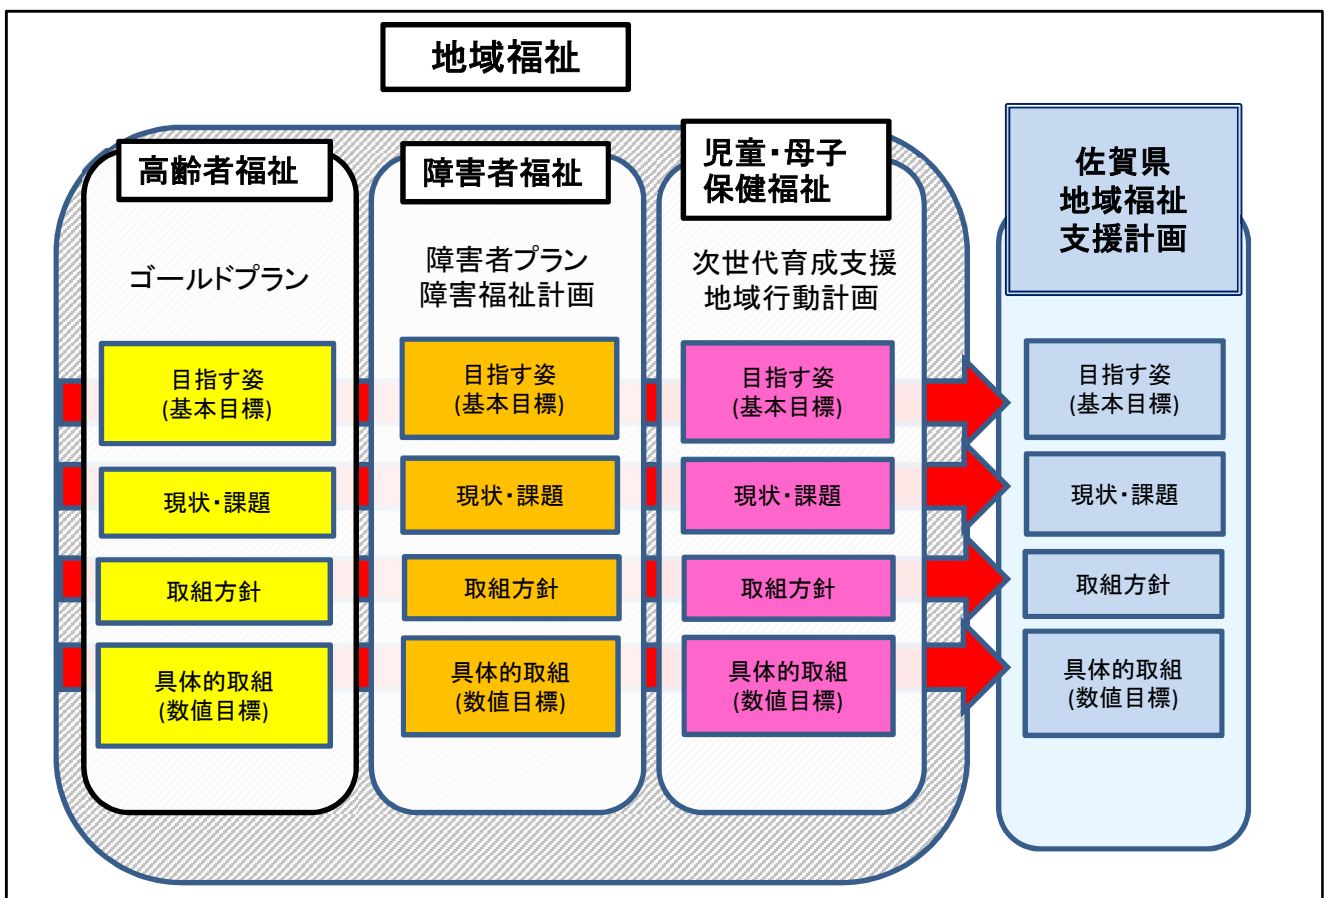 地域福祉
高齢者福祉
ゴールドプラン
目指す姿
(基本目標)
現状・課題
取組方針
具体的取組
(数値目標)
障害者福祉
障害者プラン
障害福祉計画
目指す姿
(基本目標)
現状・課題
取組方針
具体的取組
(数値目標)
児童・母子
保健福祉
次世代育成支援
地域行動計画
目指す姿
(基本目標)
現状・課題
取組方針
具体的取組
(数値目標)
佐賀県
地域福祉
支援計画
目指す姿
(基本目標)
現状・課題
取組方針
具体的取組
(数値目標)